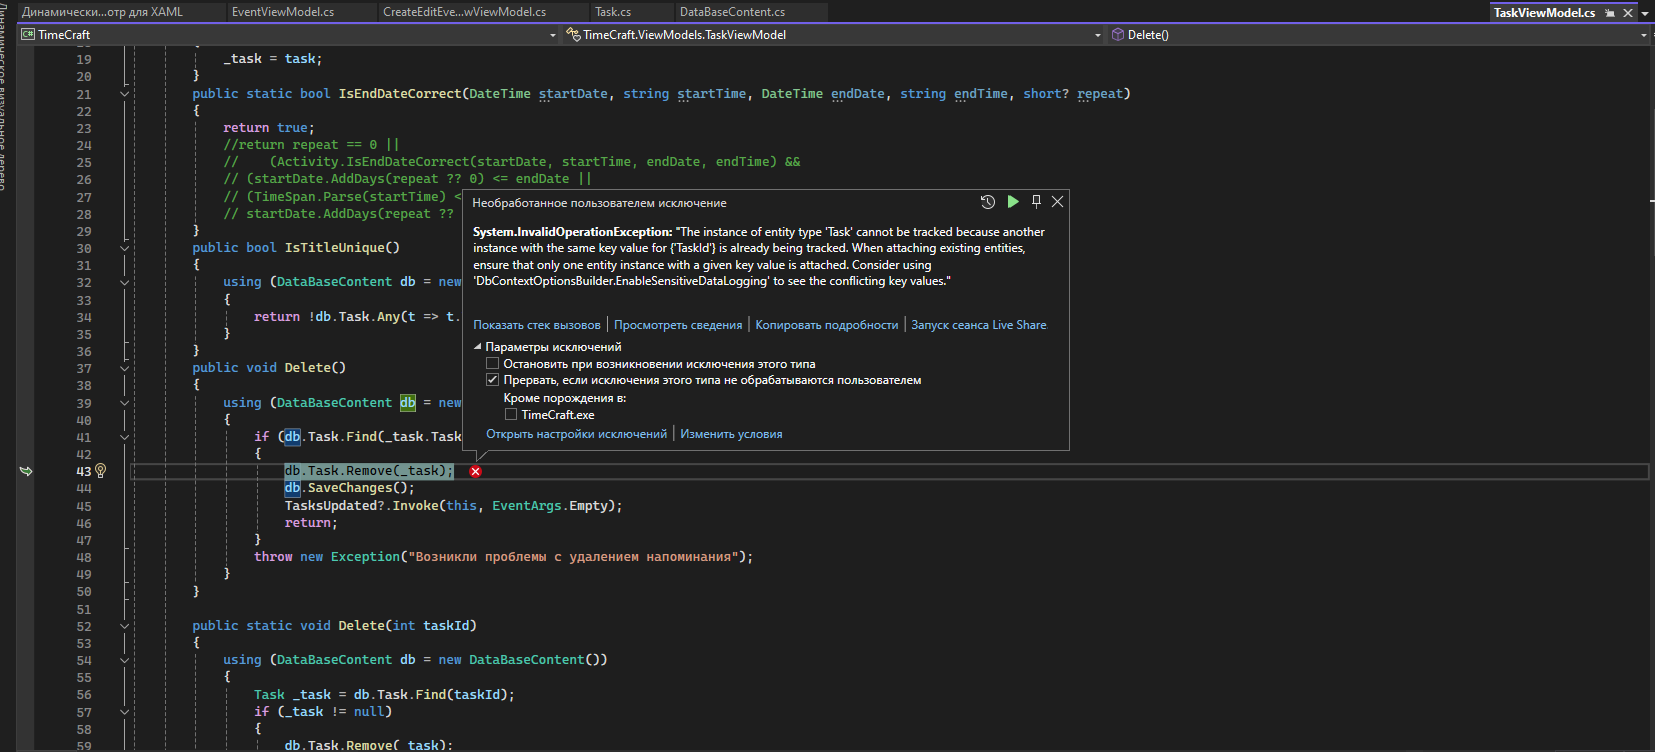 Динамически...отр для XAML
EventViewModel.cs
CreateEditEve...wViewModel.cs
Task.cs
DataBaseContent.cs
TaskViewModel.cs
Динамическое визуальное дерево
C# TimeCraft
TimeCraft.ViewModels.TaskViewModel
Delete()
19 _task = task;
20 }
21 public static bool IsEndDateCorrect(DateTime startDate, string startTime, DateTime endDate, string endTime, short? repeat)
22 {
23 return true;
24 //return repeat == 0 ||
25 // (Activity.IsEndDateCorrect(startDate, startTime, endDate, endTime) &&
26 // (startDate.AddDays(repeat ?? 0) <= endDate ||
27 // (TimeSpan.Parse(startTime) <
28 // startDate.AddDays(repeat ??
29 }
30 public bool IsTitleUnique()
31 {
32 using (DataBaseContent db = new
33 {
34 return !db.Task.Any(t => t.
35 }
36 }
37 public void Delete()
38 {
39 using (DataBaseContent db = new
40 {
41 if (db.Task.Find(_task.Task
42 {
43 db.Task.Remove(_task);
44 db.SaveChanges();
45 TasksUpdated?.Invoke(this, EventArgs.Empty);
46 return;
47 }
48 throw new Exception("Возникли проблемы с удалением напоминания");
49 }
50 }
51
52 public static void Delete(int taskId)
53 {
54 using (DataBaseContent db = new DataBaseContent())
55 {
56 Task _task = db.Task.Find(taskId);
57 if (_task != null)
58 {
59 db.Task.Remove(_task);
Необработанное пользователем исключение
System.InvalidOperationException: "The instance of entity type 'Task' cannot be tracked because another
instance with the same key value for {'TaskId'} is already being tracked. When attaching existing entities,
ensure that only one entity instance with a given key value is attached. Consider using
'DbContextOptionsBuilder.EnableSensitiveDataLogging' to see the conflicting key values."
Показать стек вызовов | Просмотреть сведения | Копировать подробности | Запуск сеанса Live Share
Параметры исключений
Остановить при возникновении исключения этого типа
Прервать, если исключения этого типа не обрабатываются пользователем
Кроме порождения в:
TimeCraft.exe
Открыть настройки исключений | Изменить условия